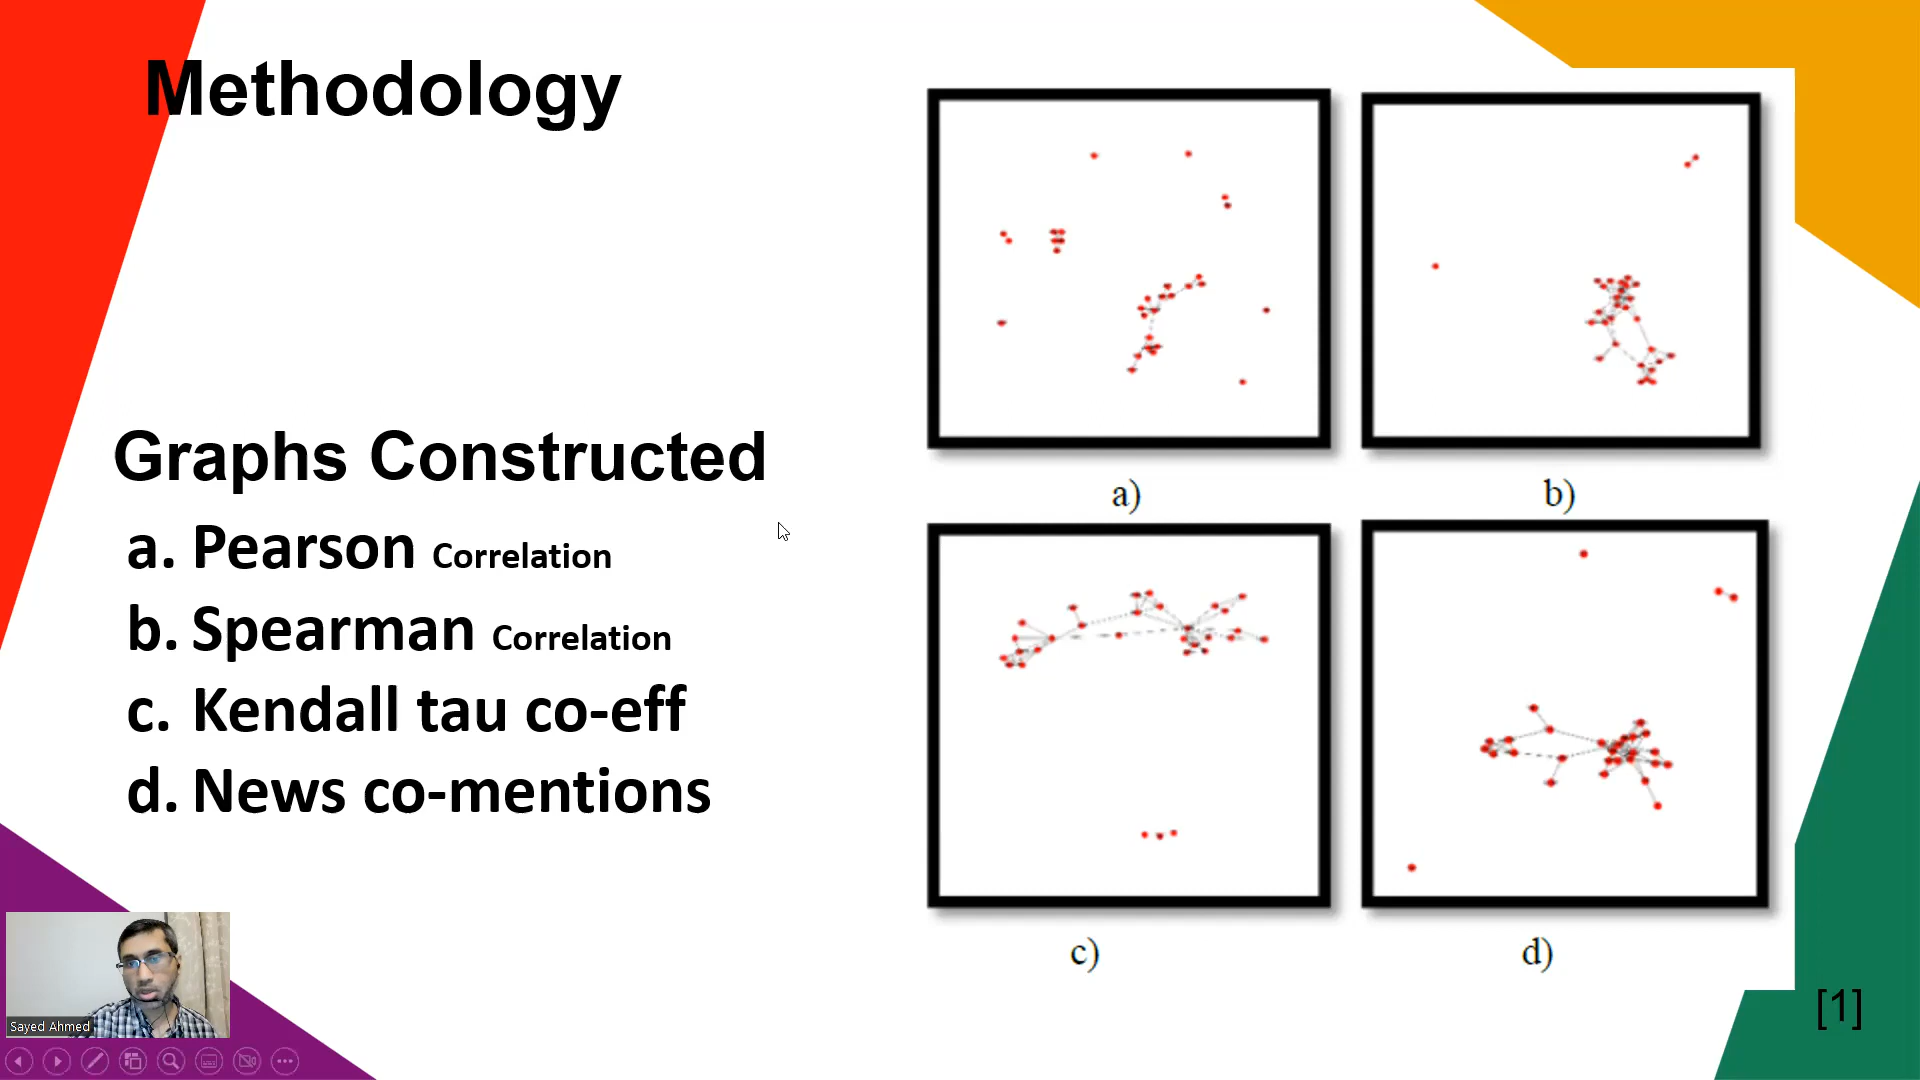 Methodology
Graphs Constructed
a. Pearson Correlation
b. Spearman Correlation
c. Kendall tau co-eff
d. News co-mentions
a)
b)
c)
d)
[1]
Sayed Ahmed